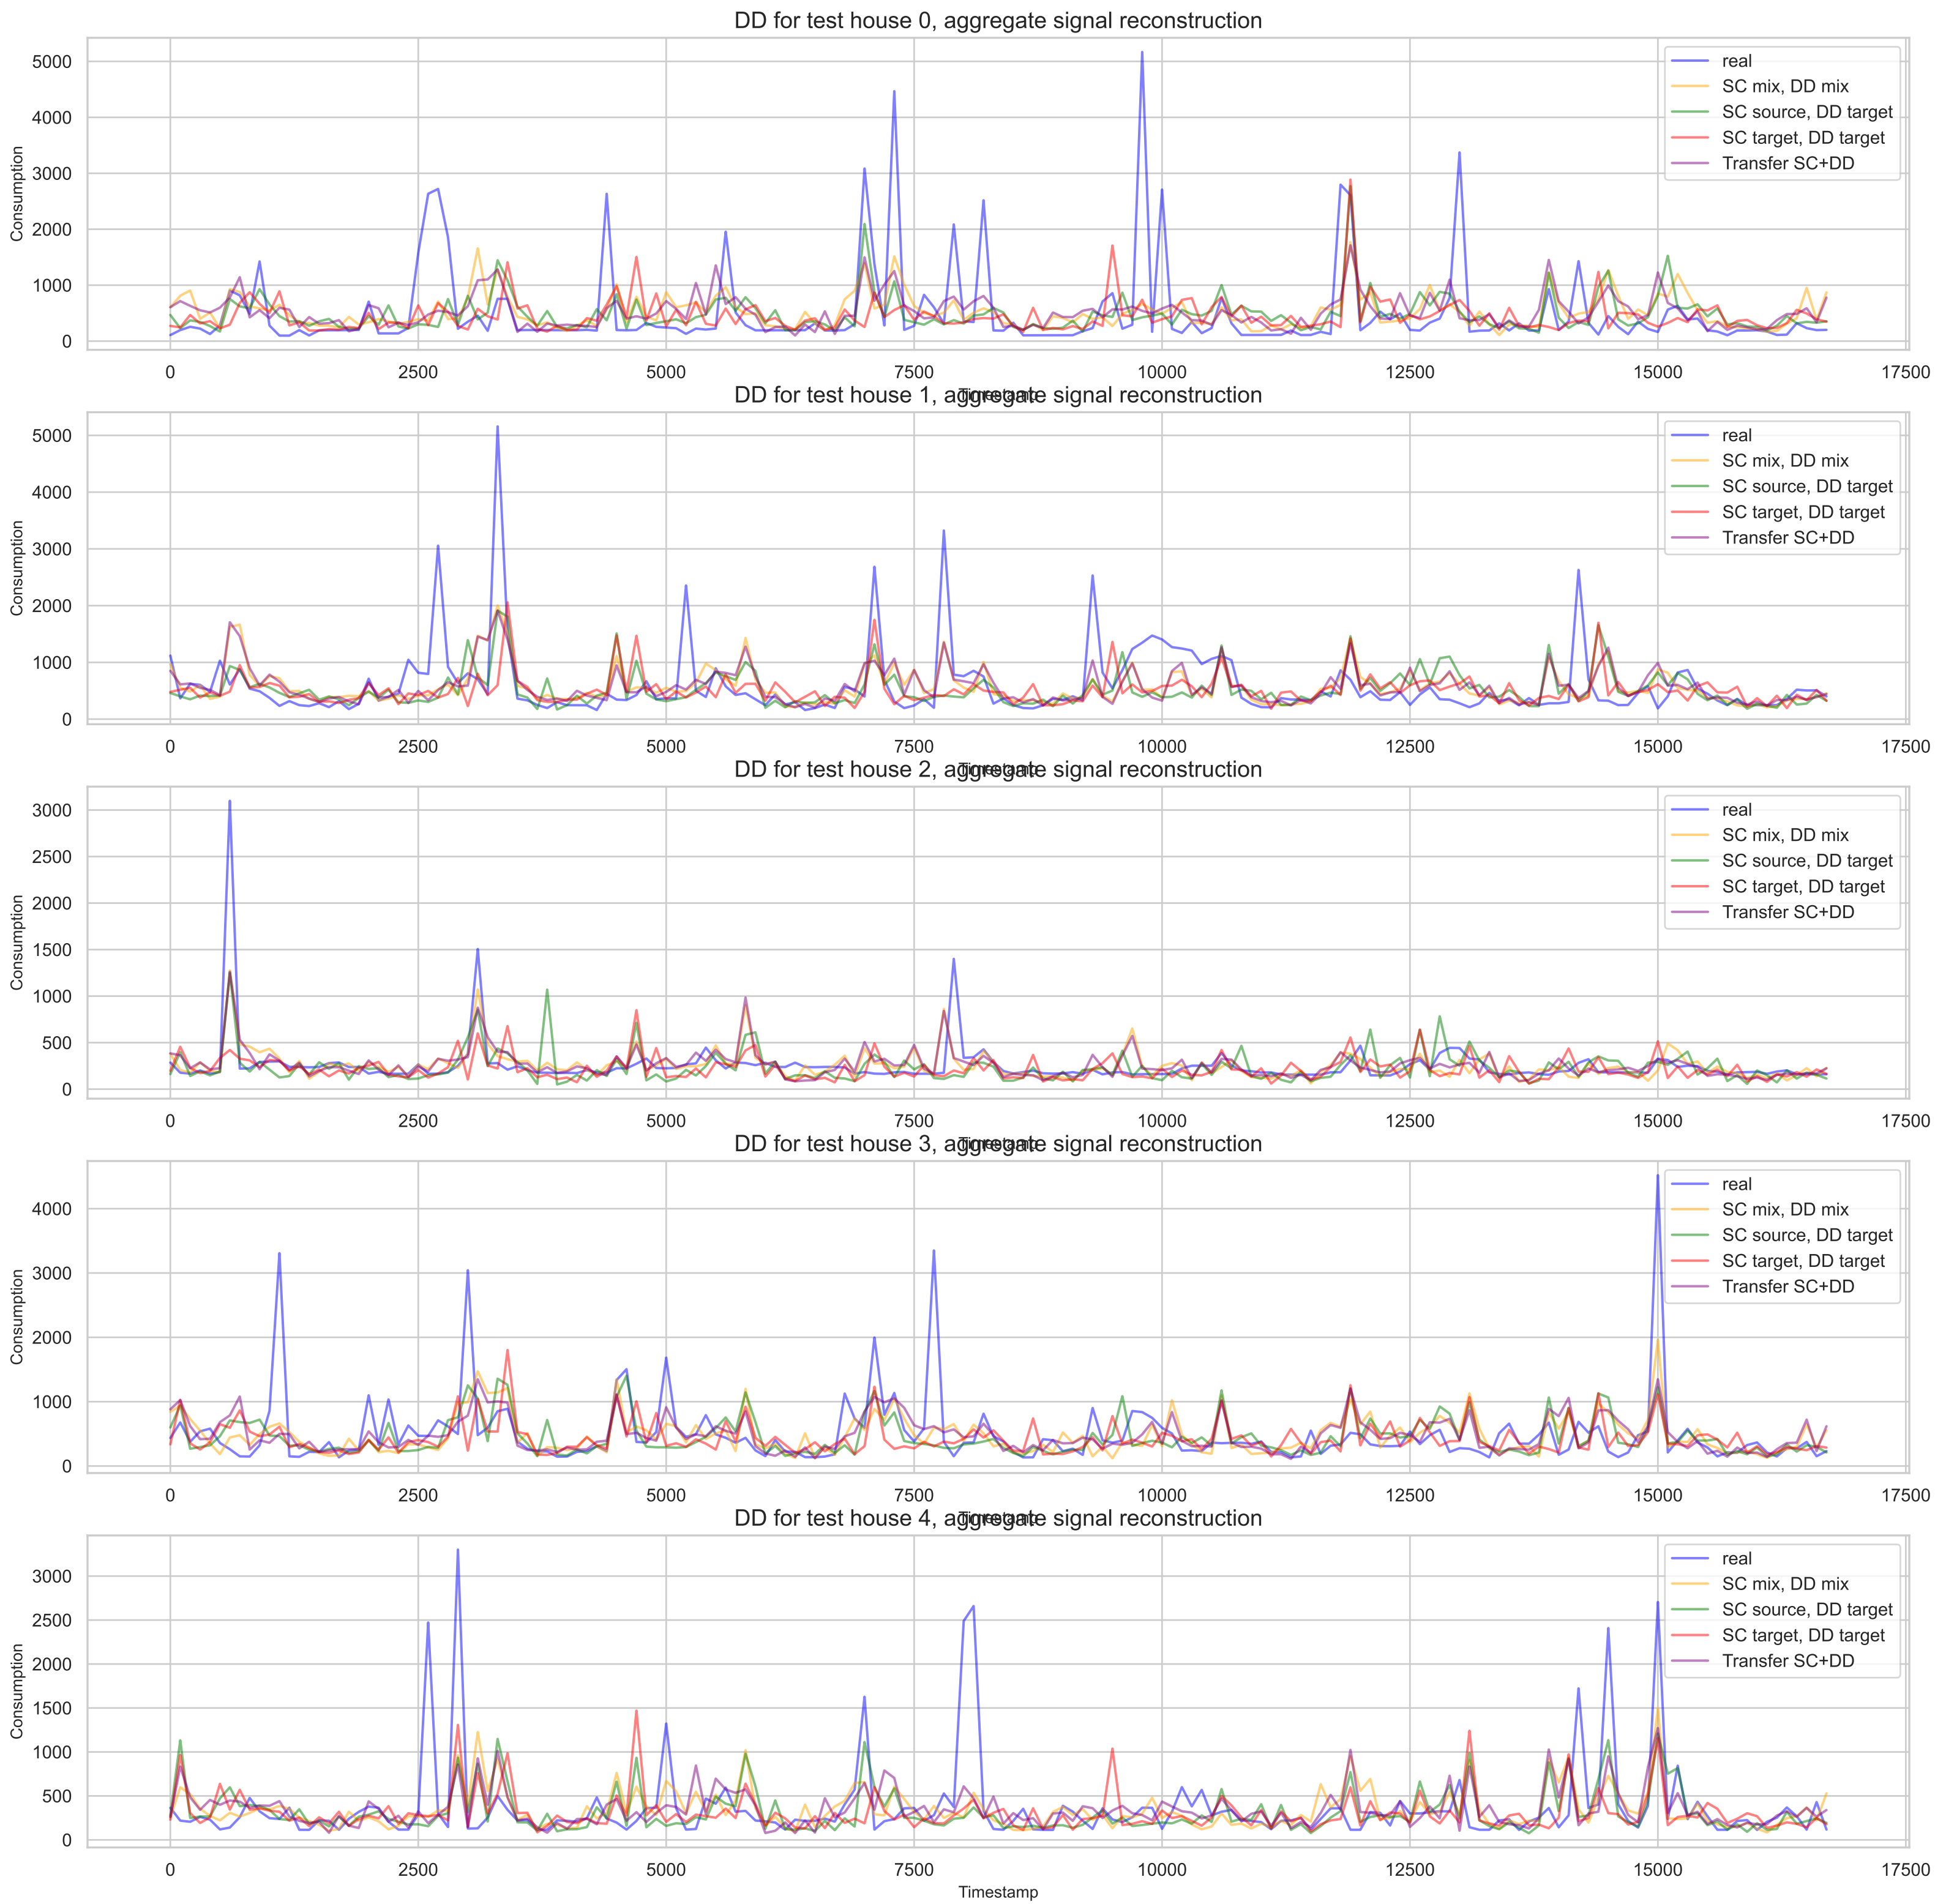 DD for test house 0, aggregate signal reconstruction
5000
4000
3000
2000
1000
0
Consumption
real
SC mix, DD mix
SC source, DD target
SC target, DD target
Transfer SC+DD
0 2500 5000 7500 10000 12500 15000 17500
Timestamp
DD for test house 1, aggregate signal reconstruction
5000
4000
3000
2000
1000
0
Consumption
real
SC mix, DD mix
SC source, DD target
SC target, DD target
Transfer SC+DD
0 2500 5000 7500 10000 12500 15000 17500
Timestamp
DD for test house 2, aggregate signal reconstruction
3000
2500
2000
1500
1000
500
0
Consumption
real
SC mix, DD mix
SC source, DD target
SC target, DD target
Transfer SC+DD
0 2500 5000 7500 10000 12500 15000 17500
Timestamp
DD for test house 3, aggregate signal reconstruction
4000
3000
2000
1000
0
Consumption
real
SC mix, DD mix
SC source, DD target
SC target, DD target
Transfer SC+DD
0 2500 5000 7500 10000 12500 15000 17500
Timestamp
DD for test house 4, aggregate signal reconstruction
3000
2500
2000
1500
1000
500
0
Consumption
real
SC mix, DD mix
SC source, DD target
SC target, DD target
Transfer SC+DD
0 2500 5000 7500 10000 12500 15000 17500
Timestamp